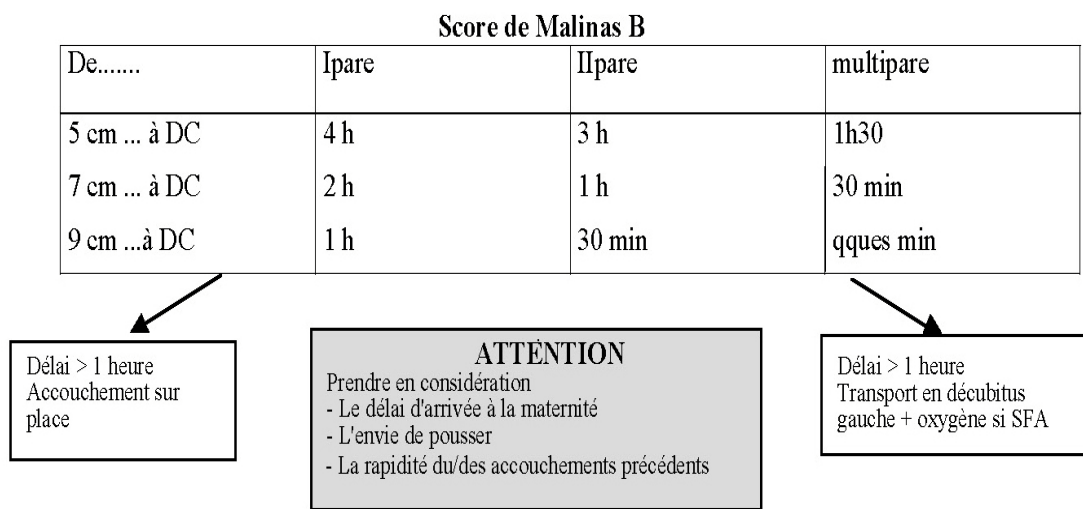 Score de Malinas B
De....... Ipare IIpare multipare
5 cm ... à DC 4 h 3 h 1h30
7 cm ... à DC 2 h 1 h 30 min
9 cm ...à DC 1 h 30 min qques min
Délai > 1 heure
Accouchement sur
place
ATTENTION
Prendre en considération
- Le délai d'arrivée à la maternité
- L'envie de pousser
- La rapidité du/des accouchements précédents
Délai > 1 heure
Transport en décubitus
gauche + oxygène si SFA